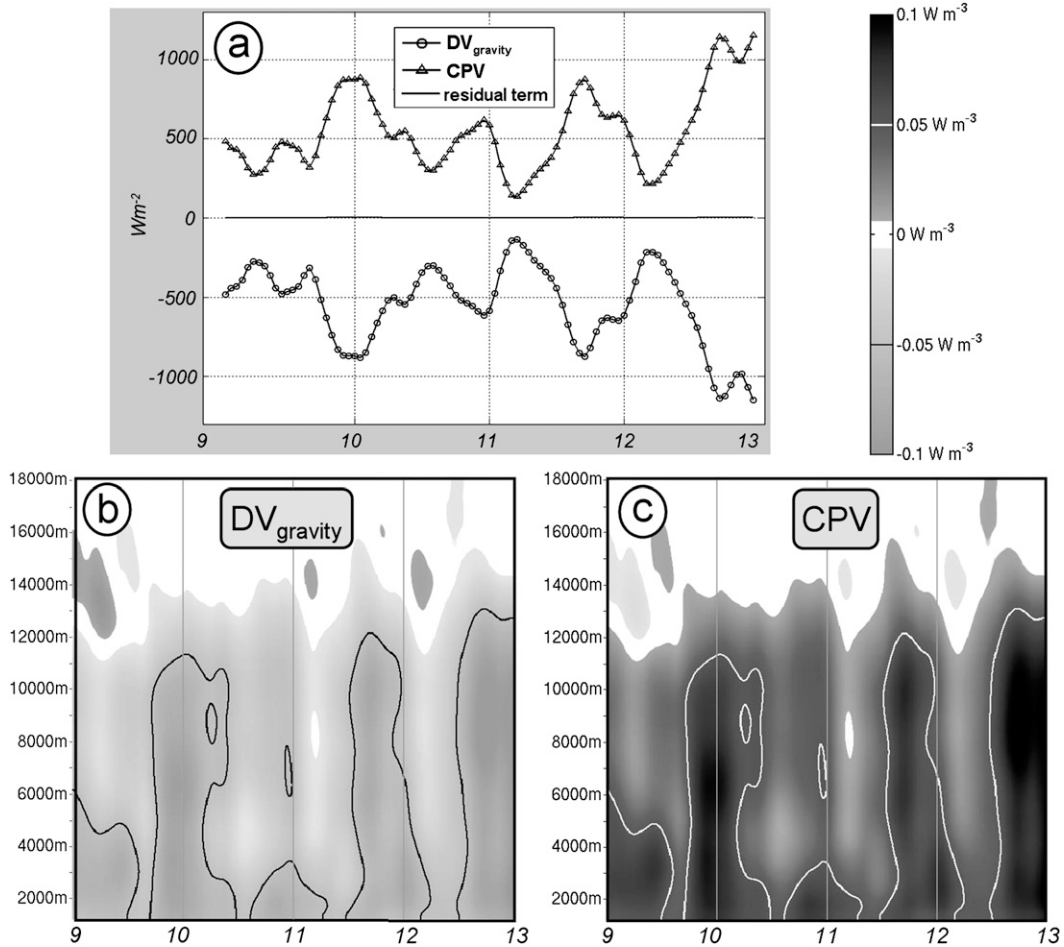 a
DV_gravity
CPV
residual term
1000
500
0
-500
-1000
Wm⁻²
9 10 11 12 13
0.1 W m⁻³
0.05 W m⁻³
0 W m⁻³
-0.05 W m⁻³
-0.1 W m⁻³
b
DV_gravity
18000m
16000m
14000m
12000m
10000m
8000m
6000m
4000m
2000m
9 10 11 12 13
c
CPV
18000m
16000m
14000m
12000m
10000m
8000m
6000m
4000m
2000m
9 10 11 12 13